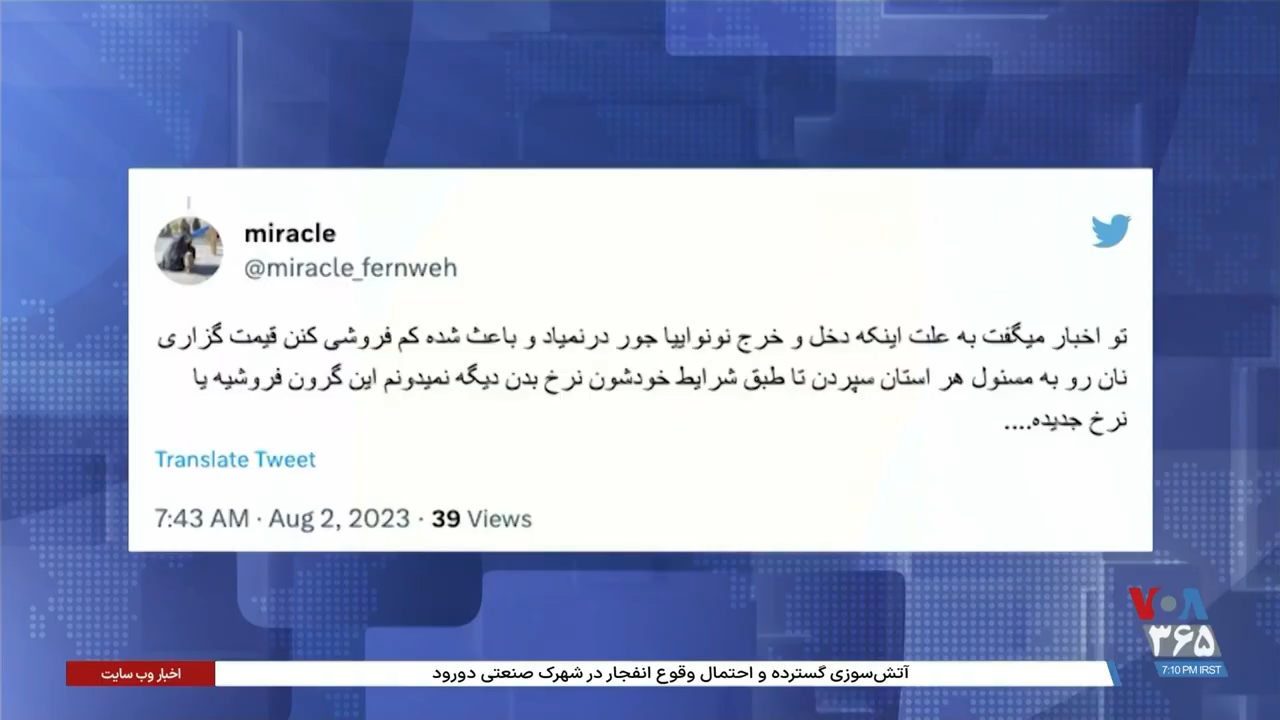 miracle
@miracle_fernweh
تو اخبار میگفت به علت اینکه دخل و خرج نونواییا جور درنمیاد و باعث شده کم فروشی کنن قیمت گزاری
نان رو به مسئول هر استان سپردن تا طبق شرایط خودشون نرخ بدن دیگه نمیدونم این گرون فروشیه یا
نرخ جدیده....
Translate Tweet
7:43 AM · Aug 2, 2023 · 39 Views
VOA
۳۶۵
7:10 PM IRST
اخبار وب سایت
آتش‌سوزی گسترده و احتمال وقوع انفجار در شهرک صنعتی دورود